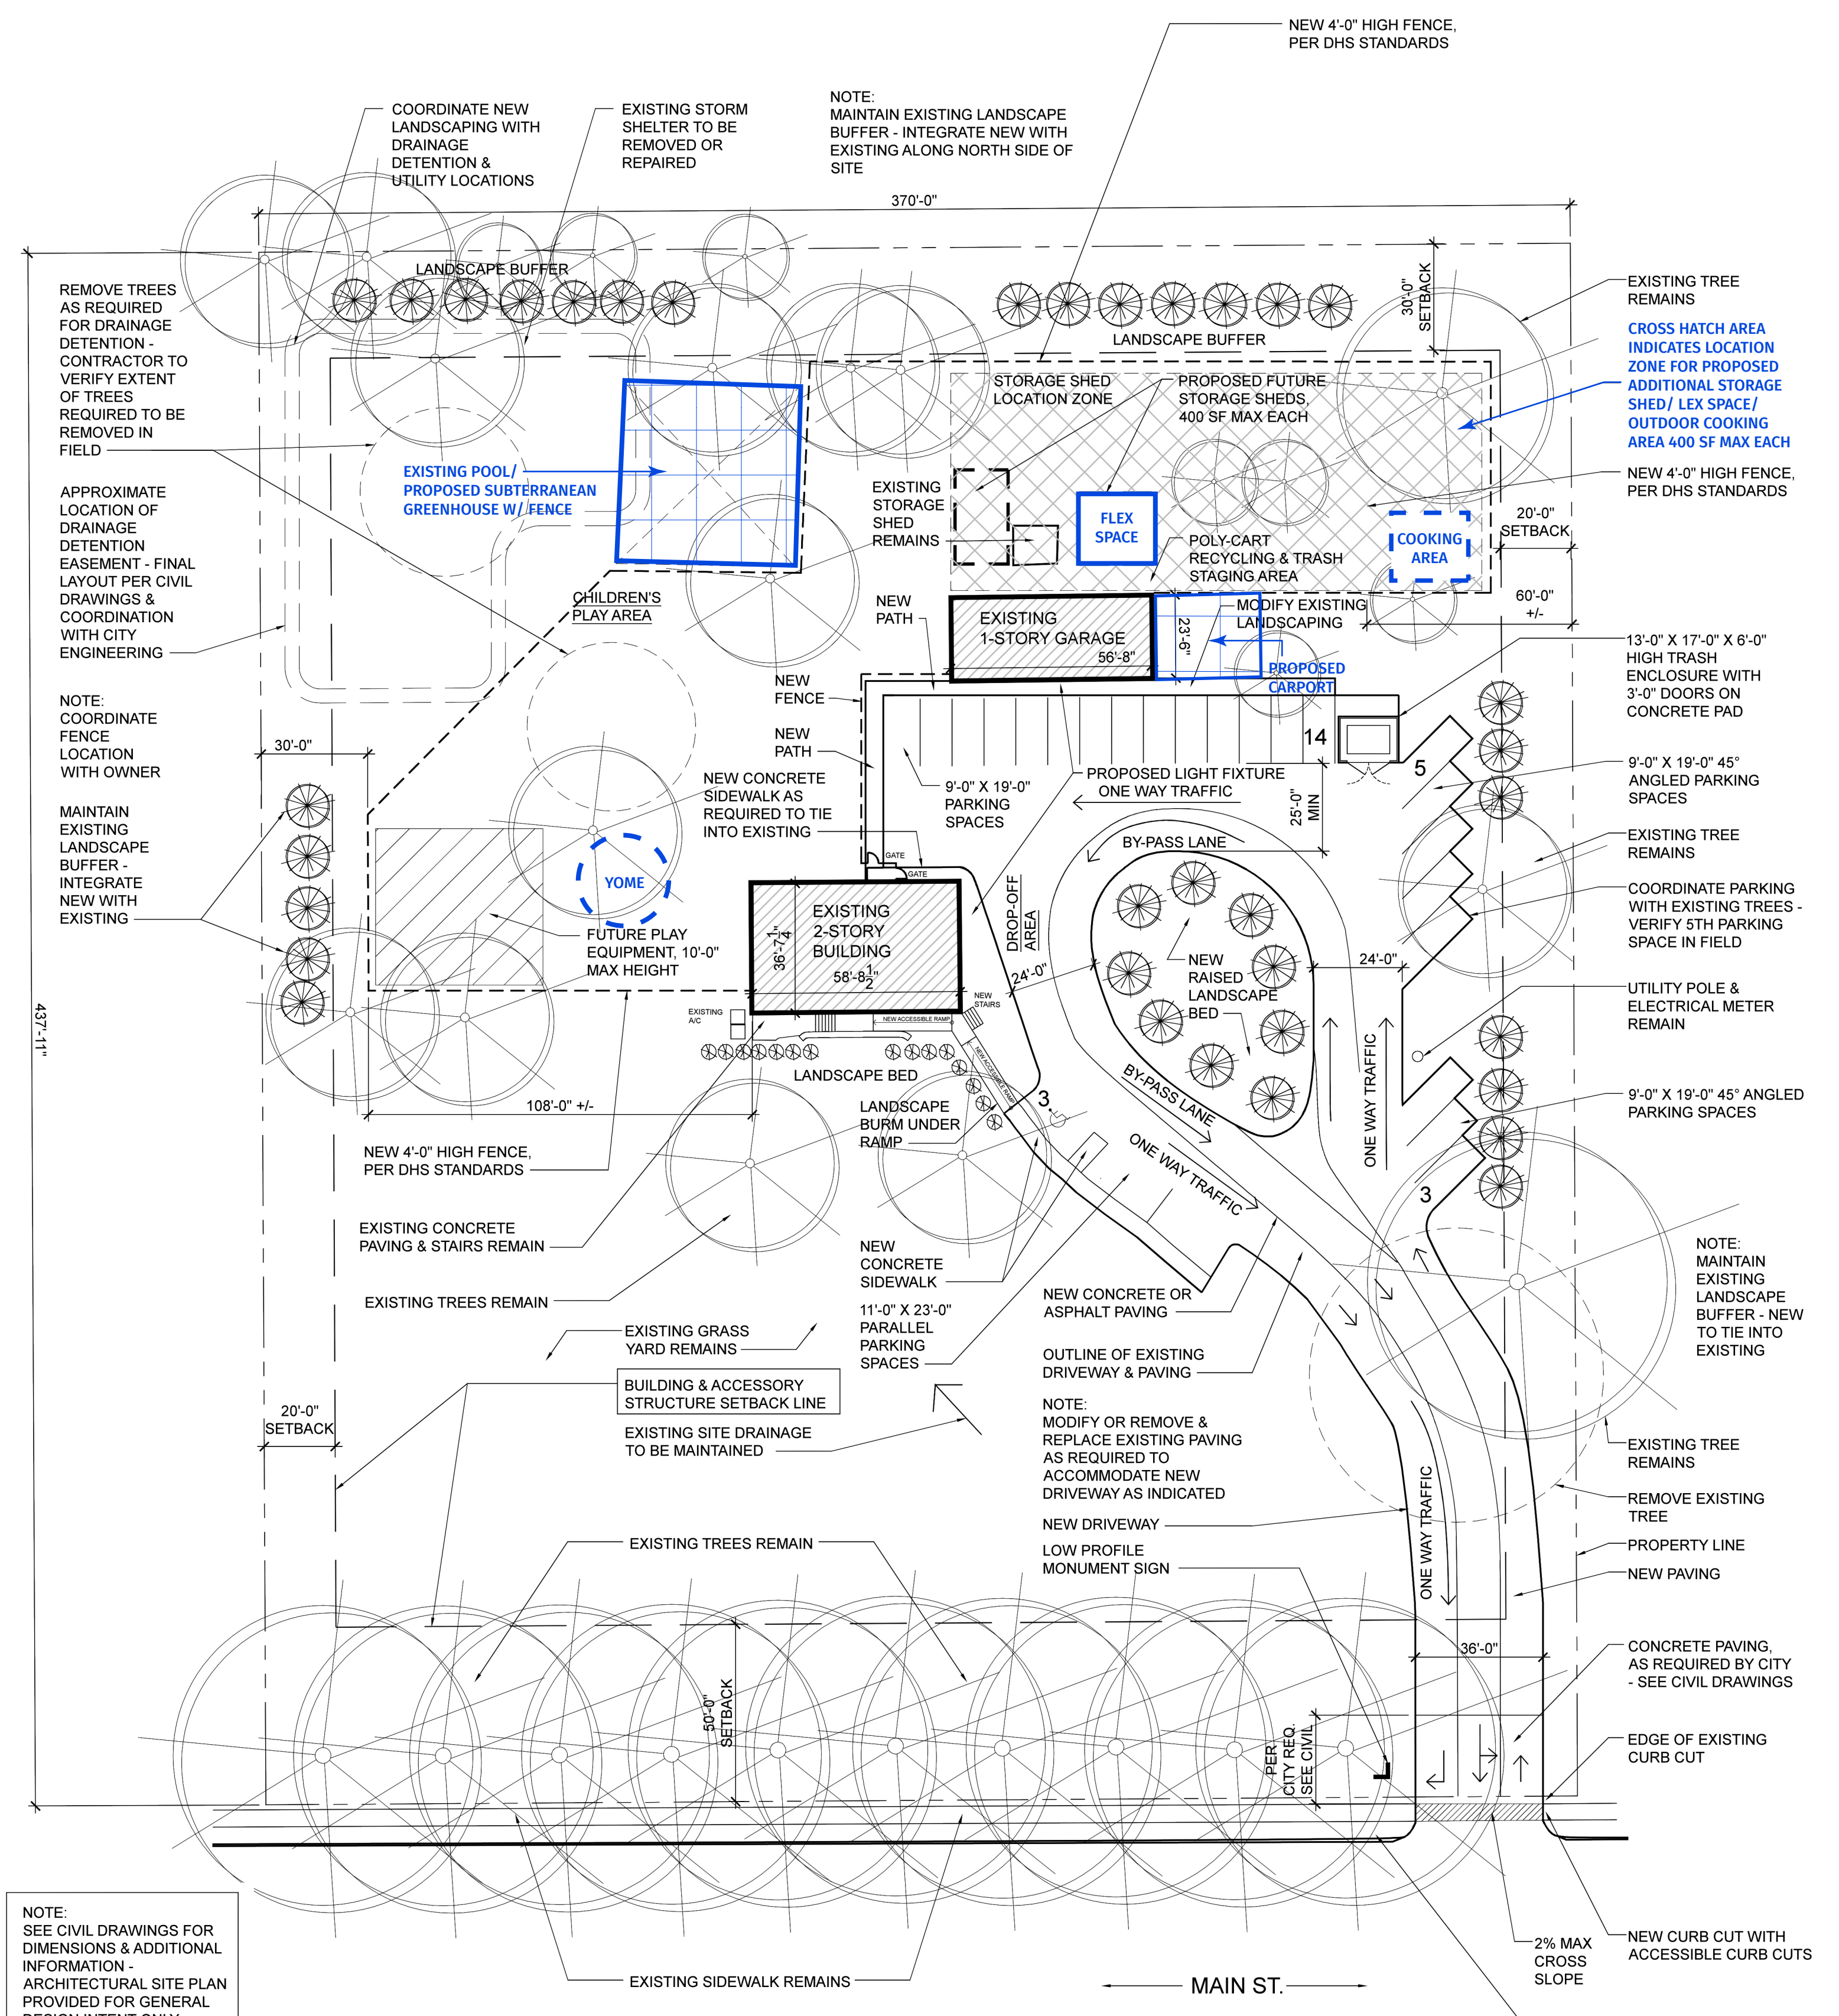 NEW 4'-0" HIGH FENCE,
PER DHS STANDARDS
COORDINATE NEW
LANDSCAPING WITH
DRAINAGE
DETENTION &
UTILITY LOCATIONS
EXISTING STORM
SHELTER TO BE
REMOVED OR
REPAIRED
NOTE:
MAINTAIN EXISTING LANDSCAPE
BUFFER - INTEGRATE NEW WITH
EXISTING ALONG NORTH SIDE OF
SITE
370'-0"
LANDSCAPE BUFFER
30'-0"
SETBACK
LANDSCAPE BUFFER
REMOVE TREES
AS REQUIRED
FOR DRAINAGE
DETENTION -
CONTRACTOR TO
VERIFY EXTENT
OF TREES
REQUIRED TO BE
REMOVED IN
FIELD
EXISTING TREE
REMAINS
CROSS HATCH AREA
INDICATES LOCATION
ZONE FOR PROPOSED
ADDITIONAL STORAGE
SHED/ LEX SPACE/
OUTDOOR COOKING
AREA 400 SF MAX EACH
STORAGE SHED
LOCATION ZONE
PROPOSED FUTURE
STORAGE SHEDS,
400 SF MAX EACH
EXISTING POOL/
PROPOSED SUBTERRANEAN
GREENHOUSE W/ FENCE
NEW 4'-0" HIGH FENCE,
PER DHS STANDARDS
APPROXIMATE
LOCATION OF
DRAINAGE
DETENTION
EASEMENT - FINAL
LAYOUT PER CIVIL
DRAWINGS &
COORDINATION
WITH CITY
ENGINEERING
EXISTING
STORAGE
SHED
REMAINS
FLEX
SPACE
COOKING
AREA
20'-0"
SETBACK
POLY-CART
RECYCLING & TRASH
STAGING AREA
CHILDREN'S
PLAY AREA
NEW
PATH
EXISTING
1-STORY GARAGE
56'-8"
23'-6"
MODIFY EXISTING
LANDSCAPING
60'-0"
+/-
PROPOSED
CARPORT
13'-0" X 17'-0" X 6'-0"
HIGH TRASH
ENCLOSURE WITH
3'-0" DOORS ON
CONCRETE PAD
NEW
FENCE
NOTE:
COORDINATE
FENCE
LOCATION
WITH OWNER
30'-0"
NEW
PATH
14
5
9'-0" X 19'-0" 45°
ANGLED PARKING
SPACES
NEW CONCRETE
SIDEWALK AS
REQUIRED TO TIE
INTO EXISTING
9'-0" X 19'-0"
PARKING
SPACES
PROPOSED LIGHT FIXTURE
ONE WAY TRAFFIC
25'-0"
MIN
MAINTAIN
EXISTING
LANDSCAPE
BUFFER -
INTEGRATE
NEW WITH
EXISTING
BY-PASS LANE
EXISTING TREE
REMAINS
GATE
GATE
YOME
COORDINATE PARKING
WITH EXISTING TREES -
VERIFY 5TH PARKING
SPACE IN FIELD
EXISTING
2-STORY
BUILDING
36'-7 1/4"
58'-8 1/2"
DROP-OFF
AREA
FUTURE PLAY
EQUIPMENT, 10'-0"
MAX HEIGHT
24'-0"
NEW
RAISED
LANDSCAPE
BED
24'-0"
UTILITY POLE &
ELECTRICAL METER
REMAIN
437'-11"
EXISTING
A/C
NEW
STAIRS
NEW ACCESSIBLE RAMP
NEW ACCESSIBLE RAMP
LANDSCAPE BED
108'-0" +/-
BY-PASS LANE
ONE WAY TRAFFIC
3
9'-0" X 19'-0" 45° ANGLED
PARKING SPACES
LANDSCAPE
BURM UNDER
RAMP
NEW 4'-0" HIGH FENCE,
PER DHS STANDARDS
ONE WAY TRAFFIC
3
EXISTING CONCRETE
PAVING & STAIRS REMAIN
NEW
CONCRETE
SIDEWALK
NOTE:
MAINTAIN
EXISTING
LANDSCAPE
BUFFER - NEW
TO TIE INTO
EXISTING
EXISTING TREES REMAIN
NEW CONCRETE OR
ASPHALT PAVING
11'-0" X 23'-0"
PARALLEL
PARKING
SPACES
EXISTING GRASS
YARD REMAINS
OUTLINE OF EXISTING
DRIVEWAY & PAVING
BUILDING & ACCESSORY
STRUCTURE SETBACK LINE
20'-0"
SETBACK
EXISTING SITE DRAINAGE
TO BE MAINTAINED
NOTE:
MODIFY OR REMOVE &
REPLACE EXISTING PAVING
AS REQUIRED TO
ACCOMMODATE NEW
DRIVEWAY AS INDICATED
EXISTING TREE
REMAINS
ONE WAY TRAFFIC
REMOVE EXISTING
TREE
NEW DRIVEWAY
EXISTING TREES REMAIN
LOW PROFILE
MONUMENT SIGN
PROPERTY LINE
NEW PAVING
36'-0"
CONCRETE PAVING,
AS REQUIRED BY CITY
- SEE CIVIL DRAWINGS
50'-0"
SETBACK
PER
CITY REQ.
SEE CIVIL
EDGE OF EXISTING
CURB CUT
NOTE:
SEE CIVIL DRAWINGS FOR
DIMENSIONS & ADDITIONAL
INFORMATION -
ARCHITECTURAL SITE PLAN
PROVIDED FOR GENERAL
DESIGN INTENT ONLY
EXISTING SIDEWALK REMAINS
MAIN ST.
2% MAX
CROSS
SLOPE
NEW CURB CUT WITH
ACCESSIBLE CURB CUTS